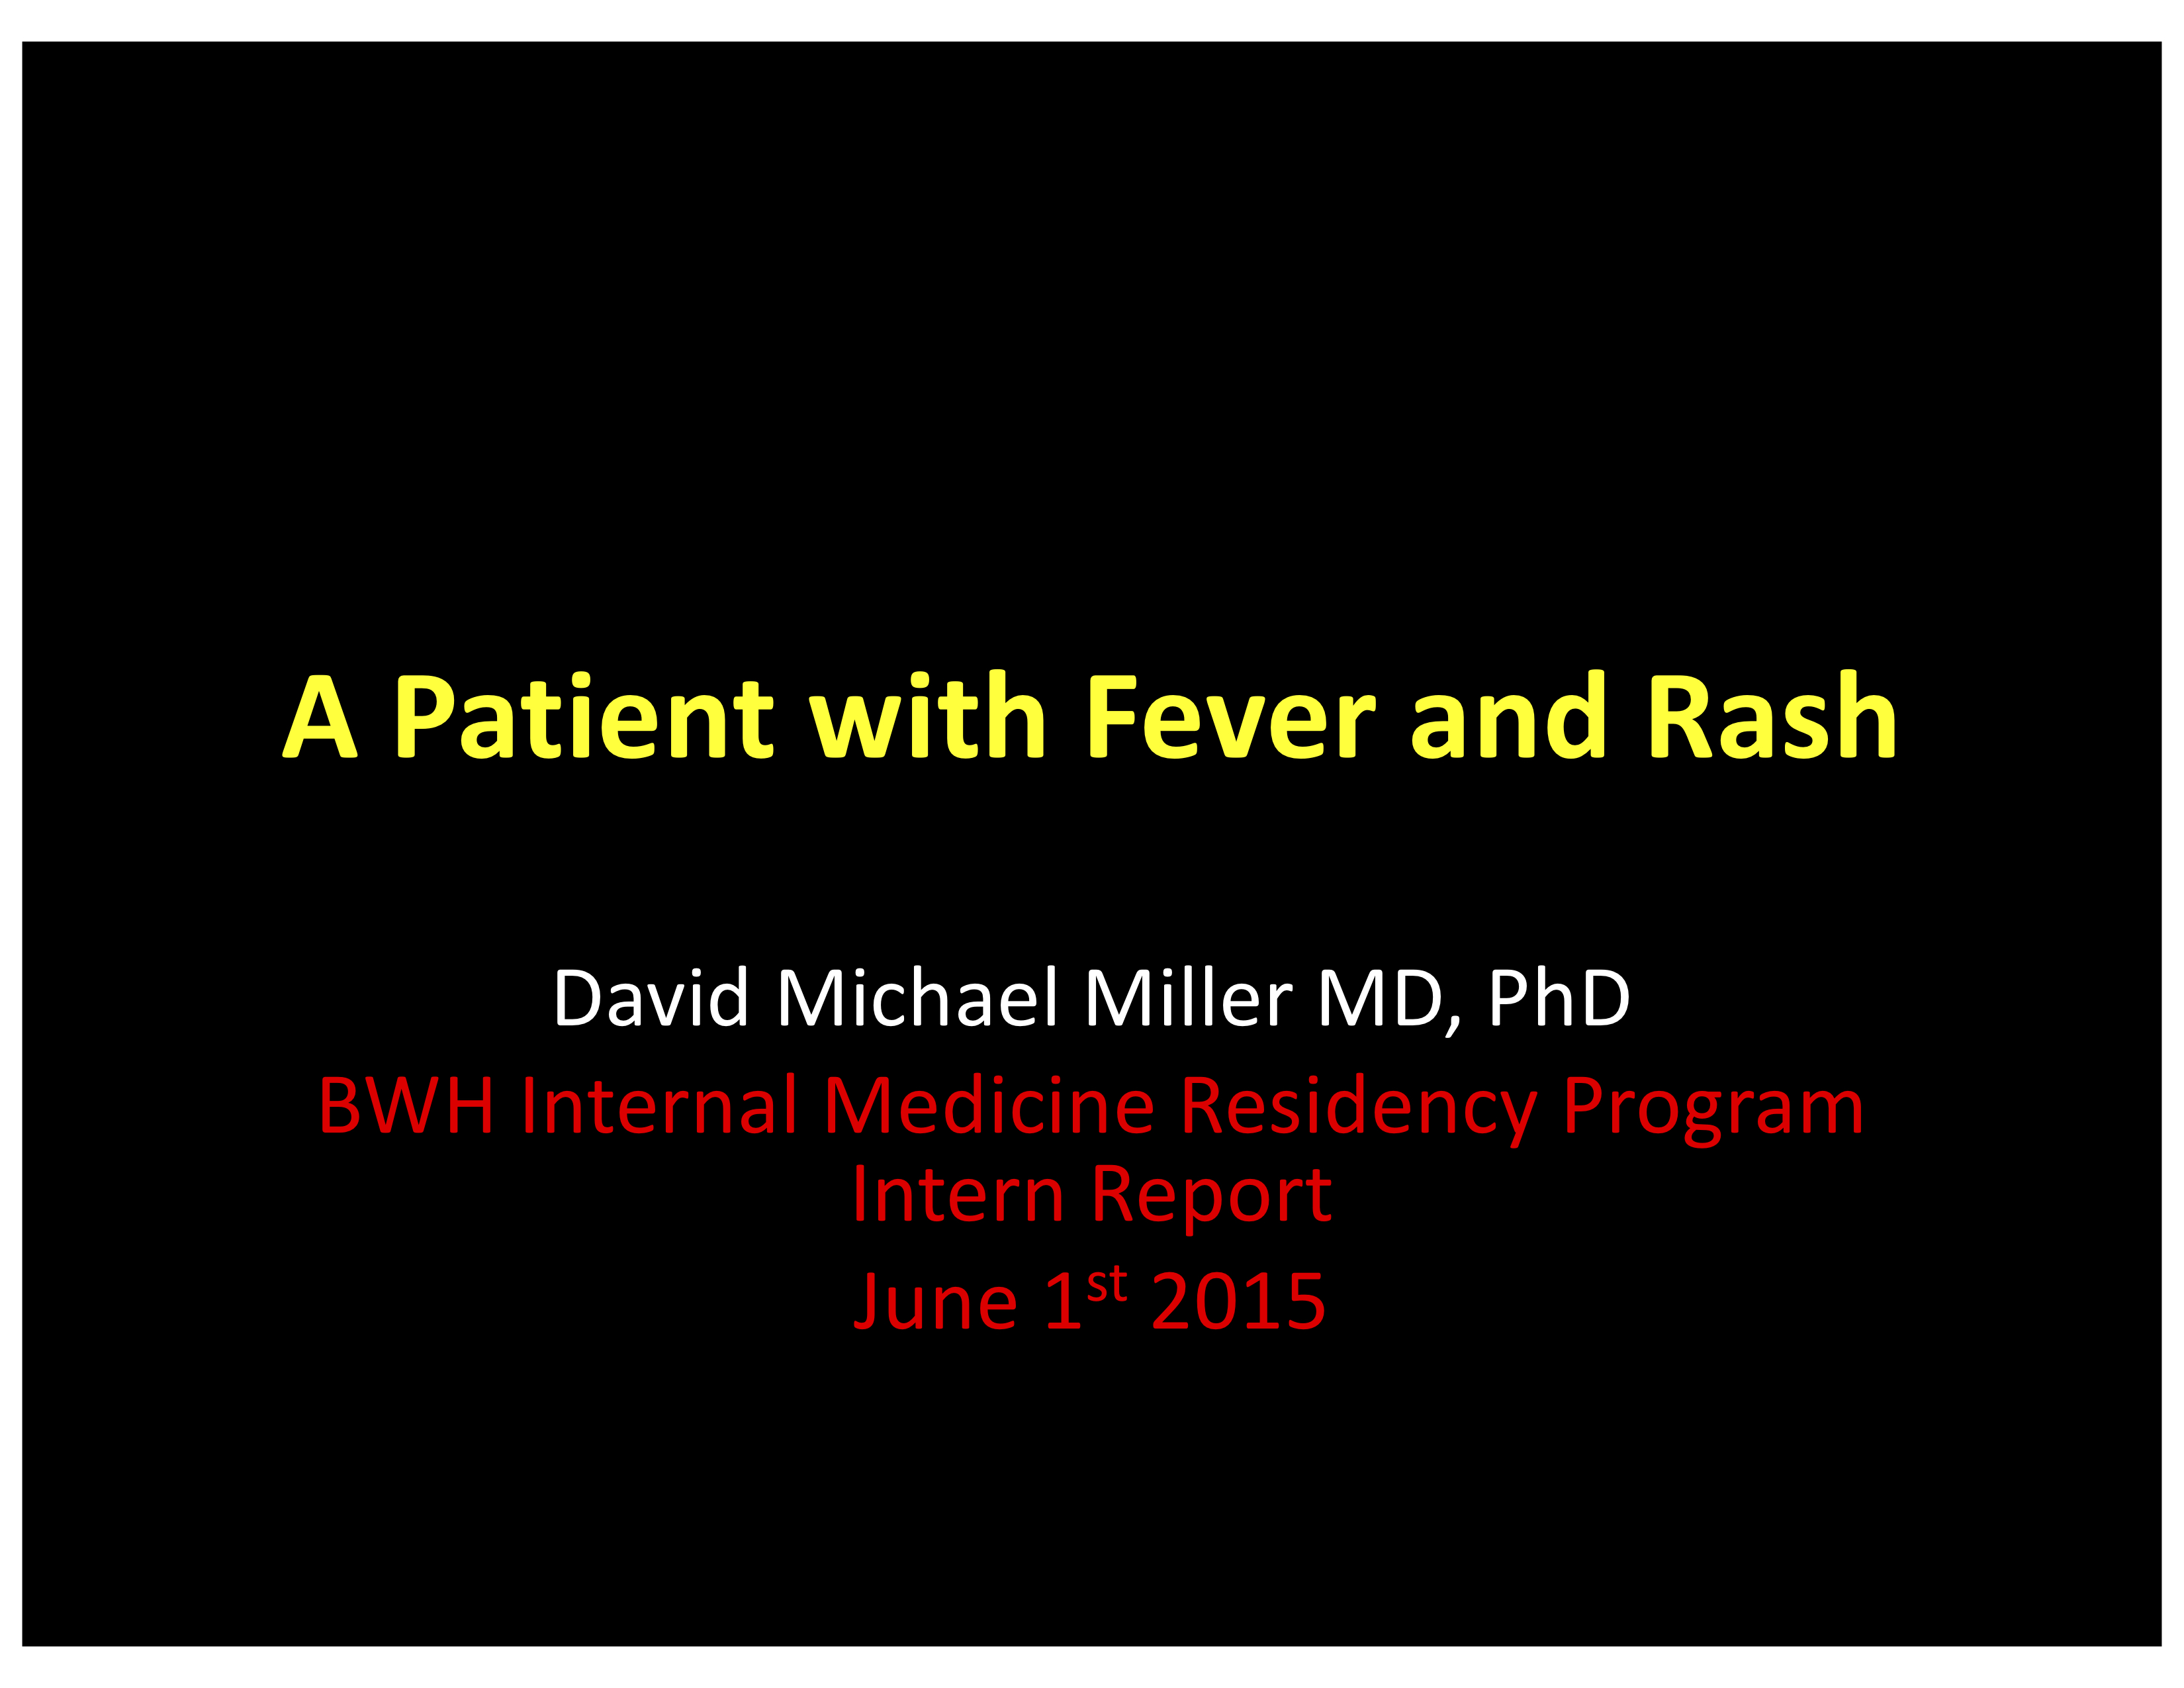 A Patient with Fever and Rash
David Michael Miller MD, PhD
BWH Internal Medicine Residency Program
Intern Report
June 1st 2015